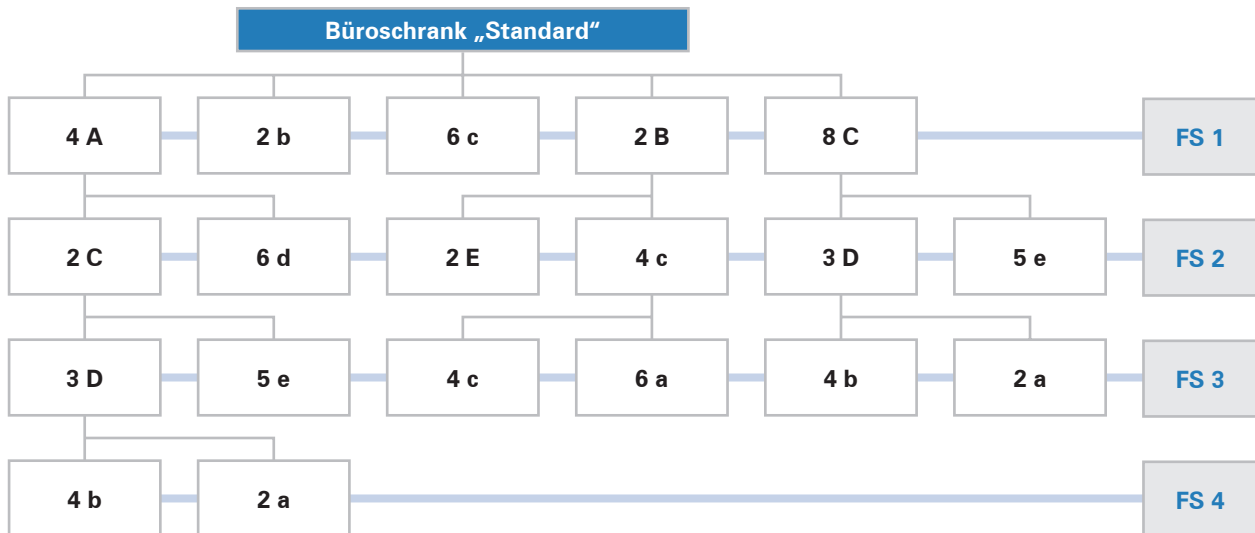 Büroschrank „Standard“
4 A
2 b
6 c
2 B
8 C
FS 1
2 C
6 d
2 E
4 c
3 D
5 e
FS 2
3 D
5 e
4 c
6 a
4 b
2 a
FS 3
4 b
2 a
FS 4